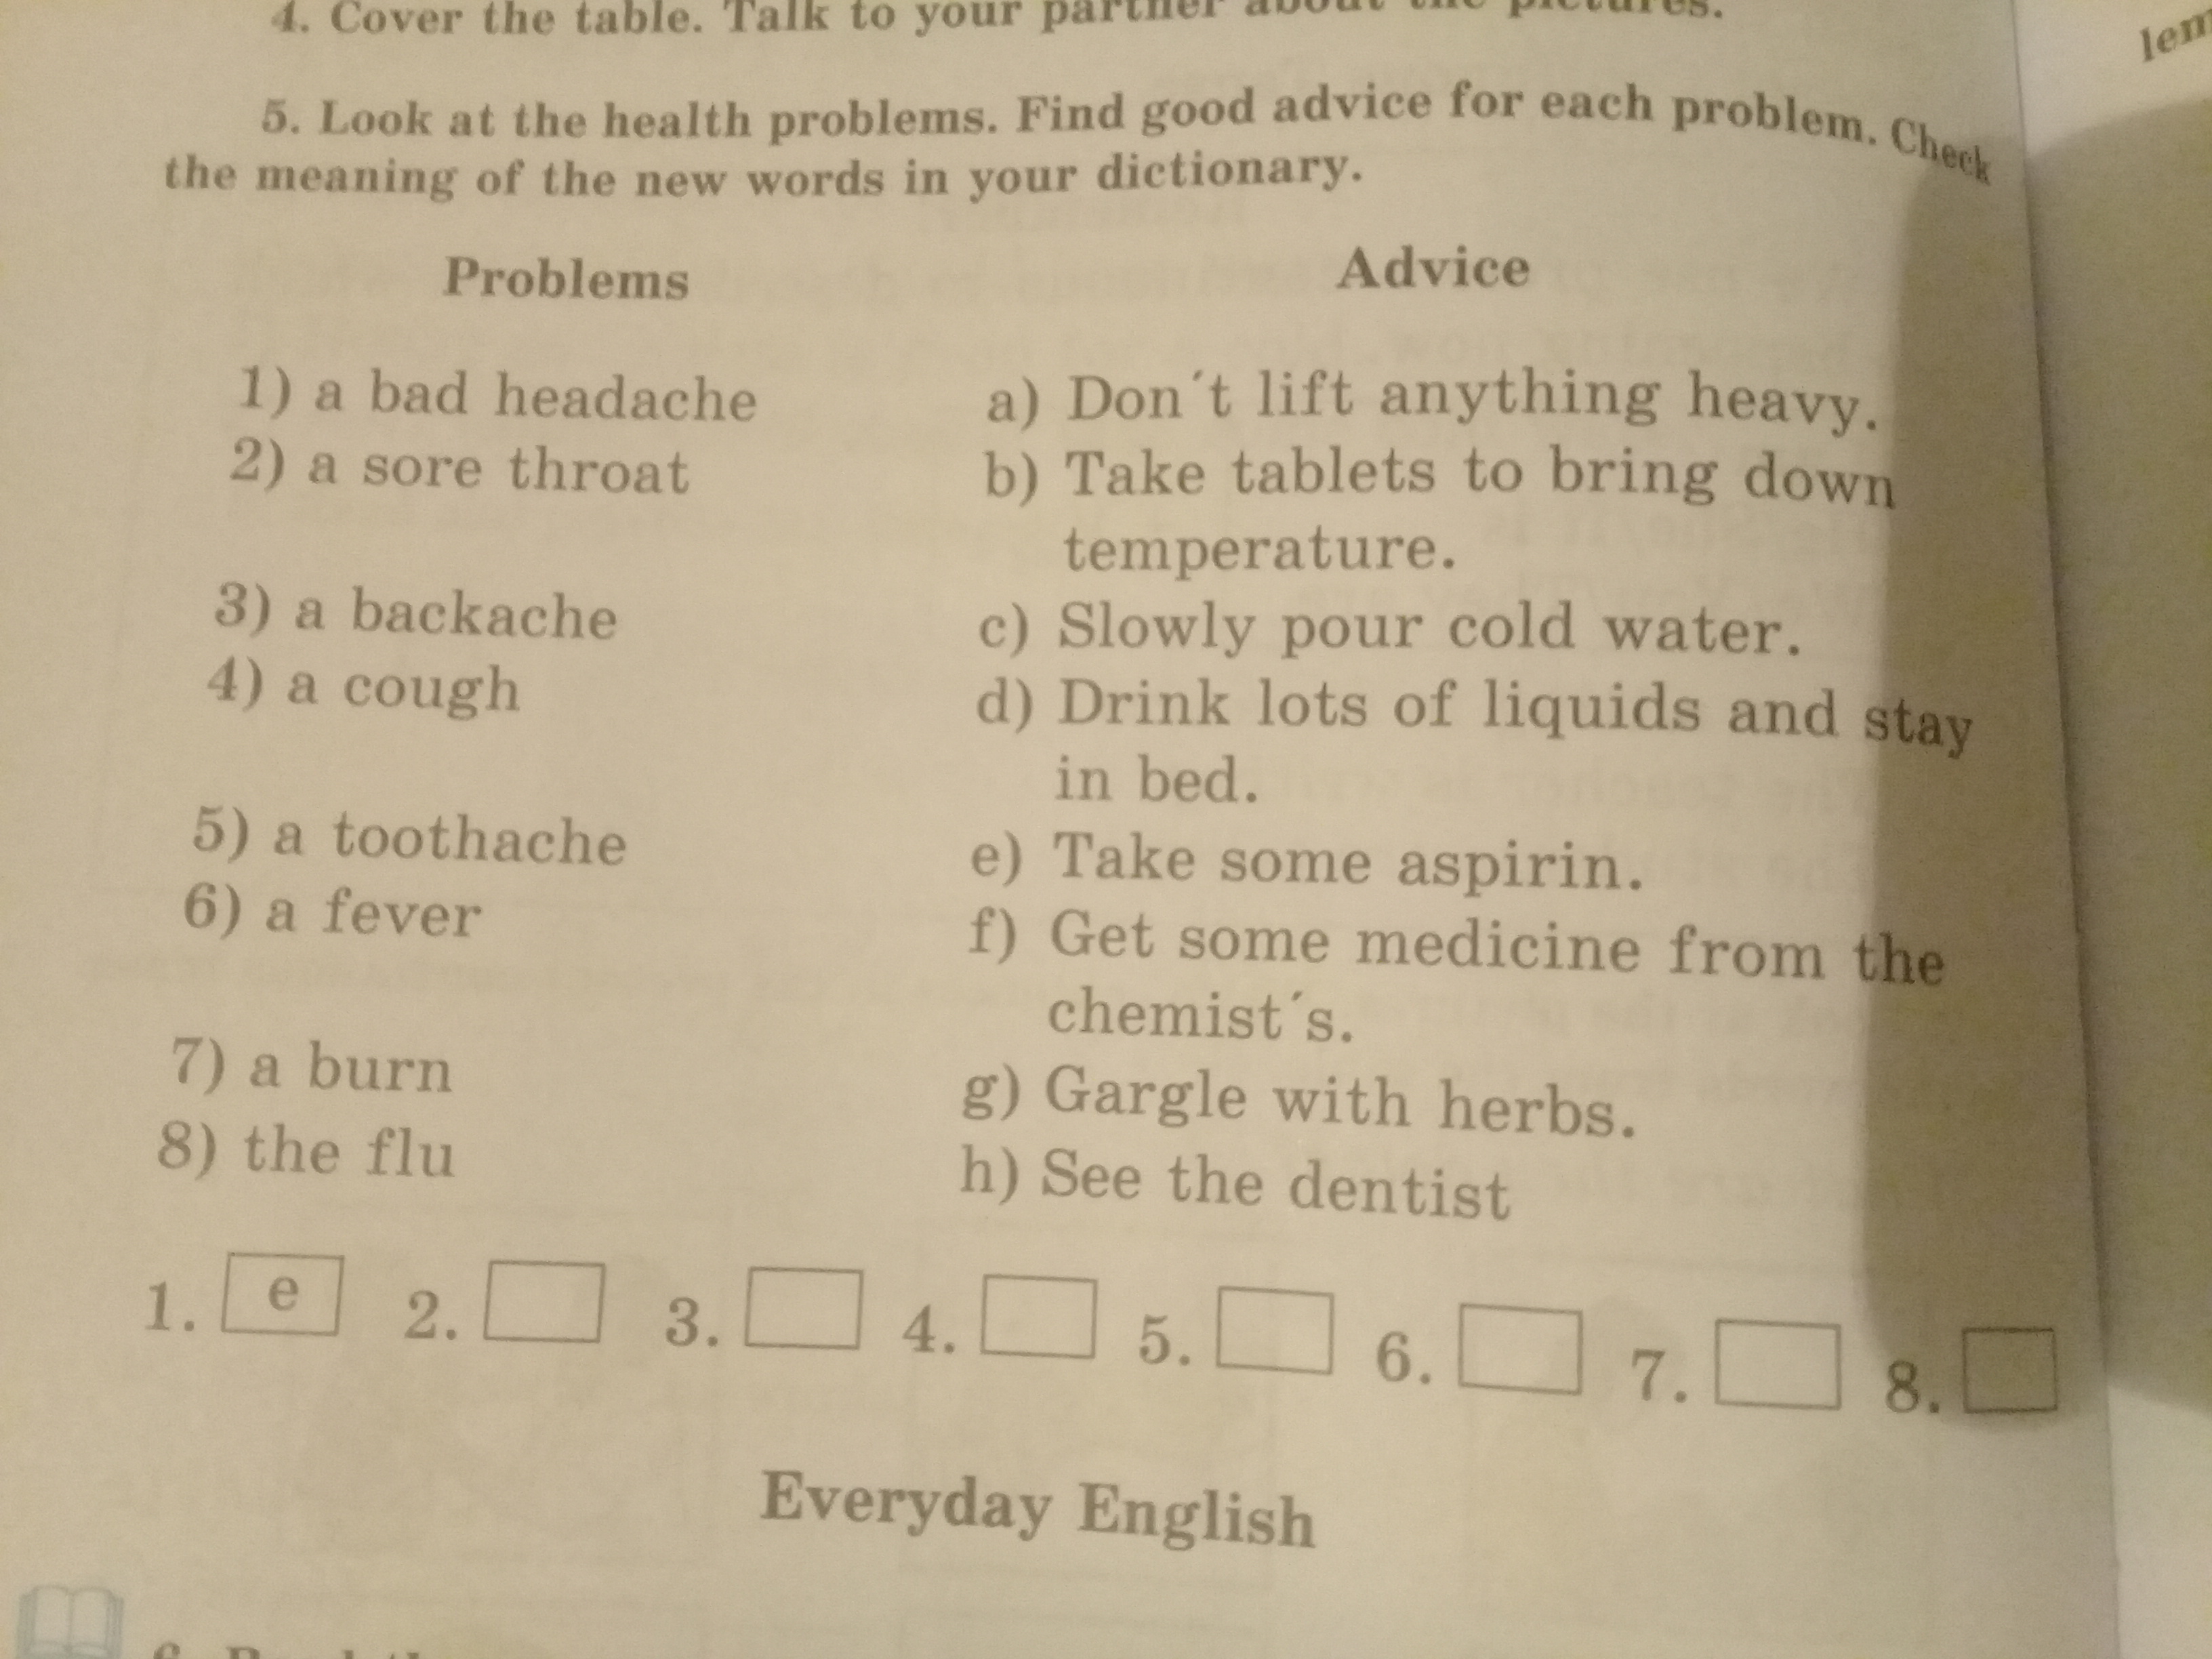 4. Cover the table. Talk to your partner about the pictures.
lem
5. Look at the health problems. Find good advice for each problem. Check
the meaning of the new words in your dictionary.
Problems
Advice
1) a bad headache
a) Don´t lift anything heavy.
2) a sore throat
b) Take tablets to bring down
temperature.
3) a backache
c) Slowly pour cold water.
4) a cough
d) Drink lots of liquids and stay
in bed.
5) a toothache
e) Take some aspirin.
6) a fever
f) Get some medicine from the
chemist´s.
7) a burn
g) Gargle with herbs.
8) the flu
h) See the dentist
1. e 2. 3. 4. 5. 6. 7. 8.
Everyday English